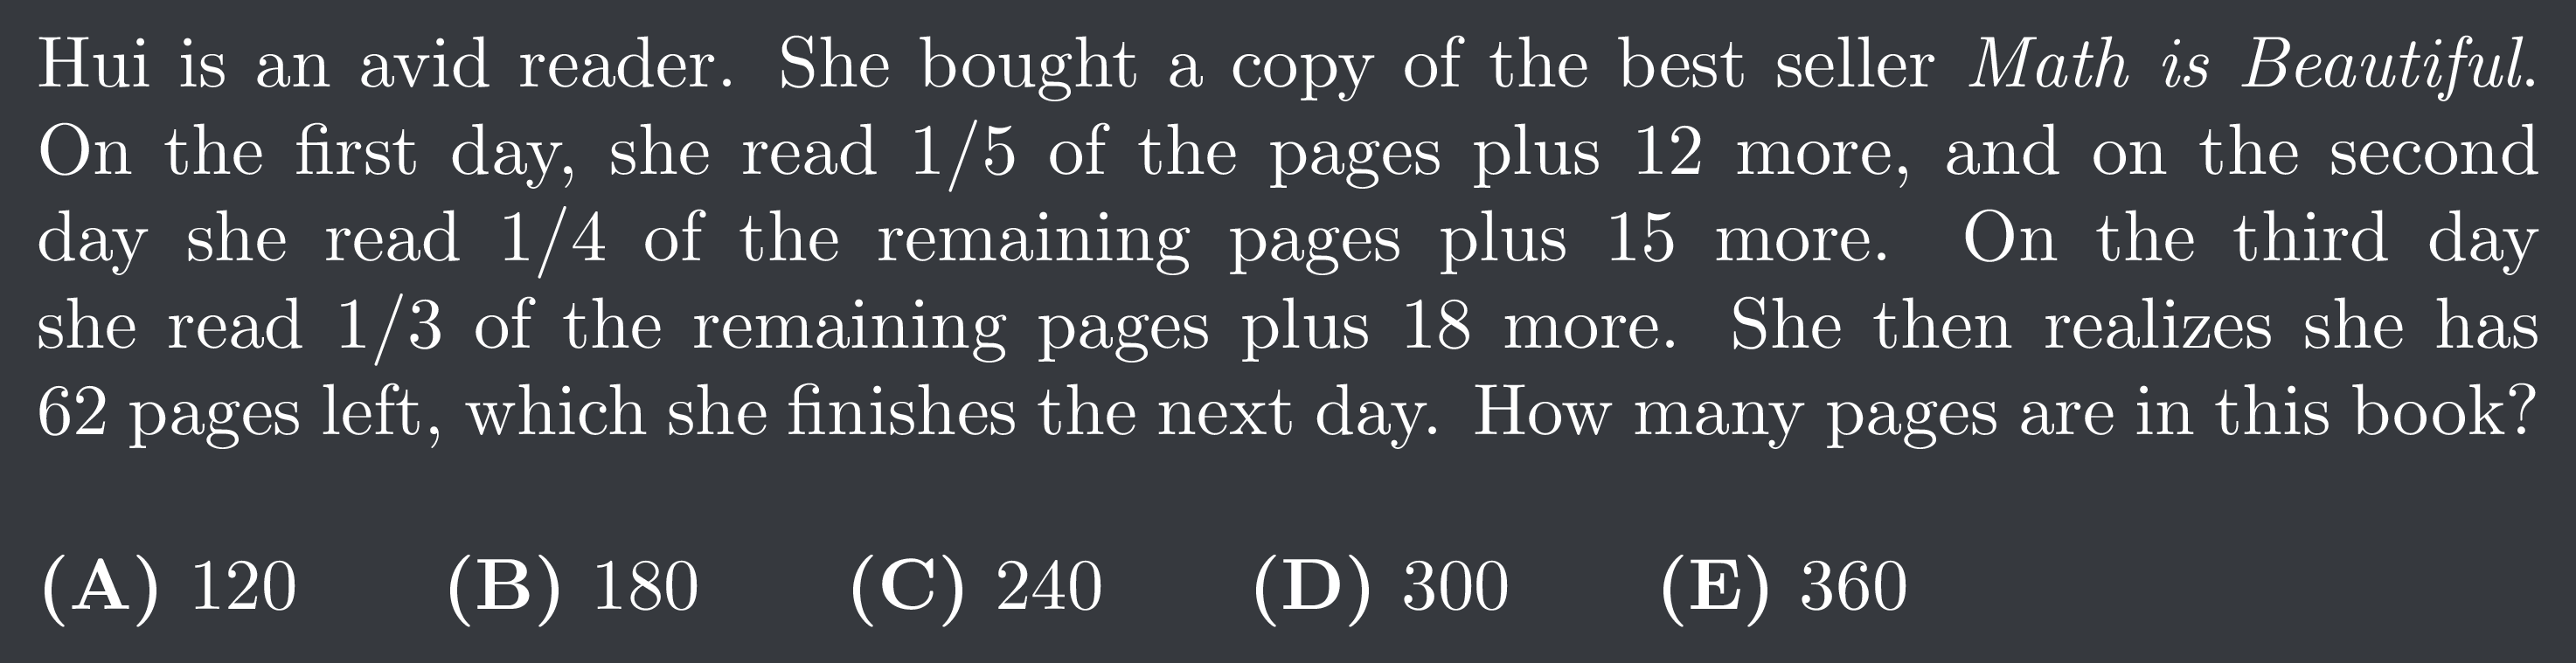 Hui is an avid reader. She bought a copy of the best seller Math is Beautiful.
On the first day, she read 1/5 of the pages plus 12 more, and on the second
day she read 1/4 of the remaining pages plus 15 more. On the third day
she read 1/3 of the remaining pages plus 18 more. She then realizes she has
62 pages left, which she finishes the next day. How many pages are in this book?
(A) 120 (B) 180 (C) 240 (D) 300 (E) 360